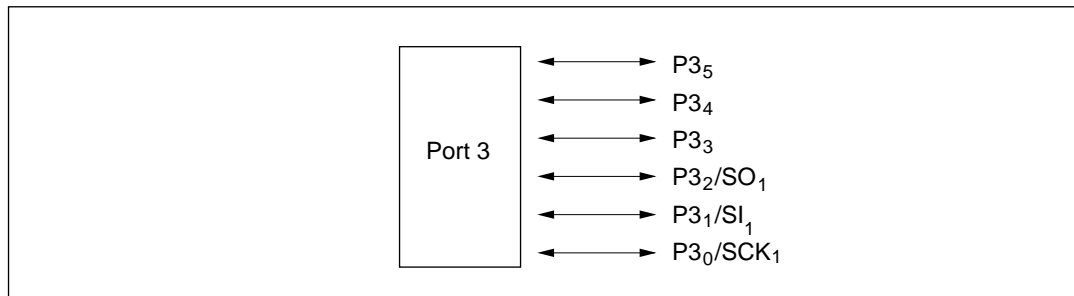 P3₅
P3₄
P3₃
Port 3
P3₂/SO₁
P3₁/SI₁
P3₀/SCK₁